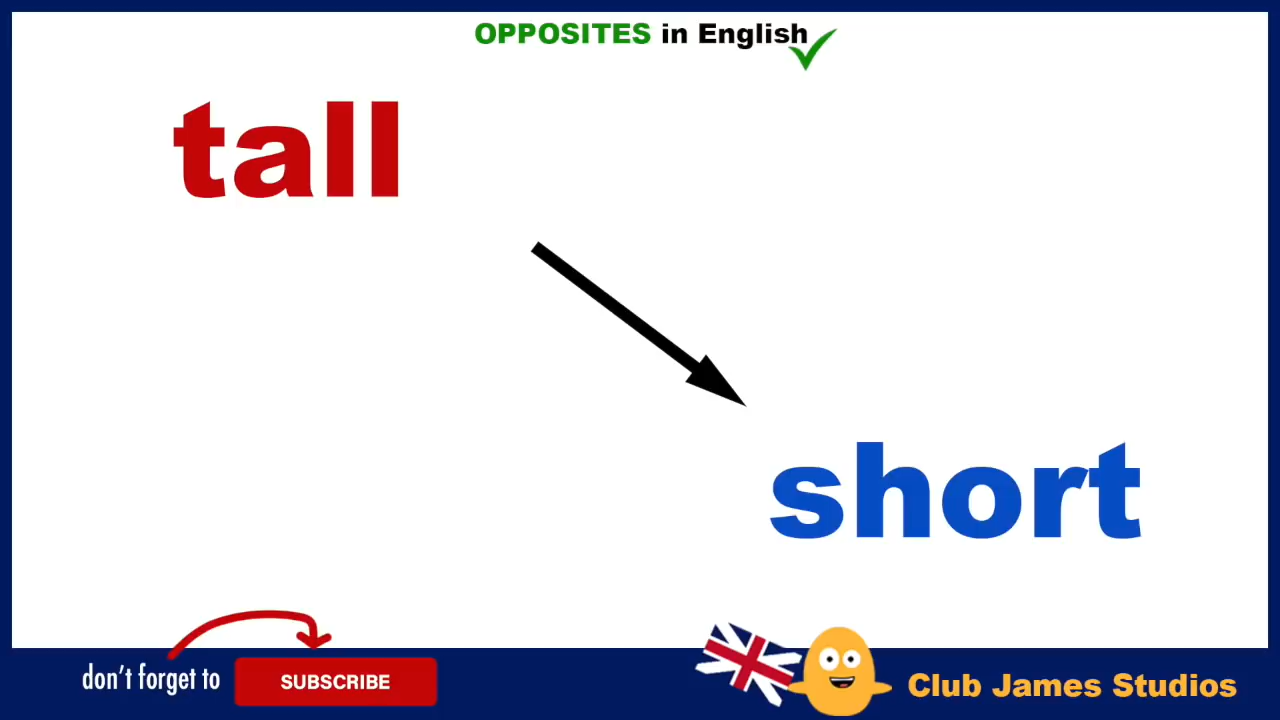 OPPOSITES in English
tall
short
don't forget to
SUBSCRIBE
Club James Studios